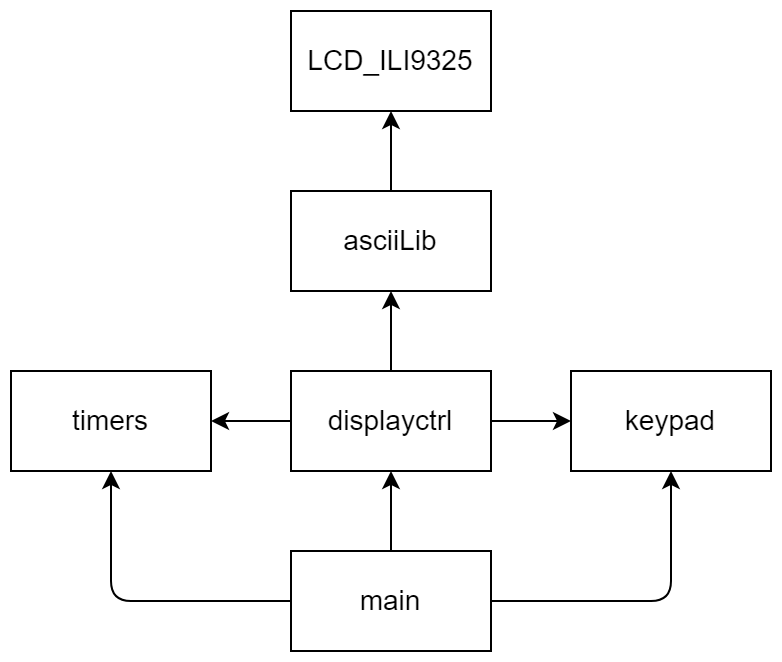 LCD_ILI9325
asciiLib
timers
displayctrl
keypad
main